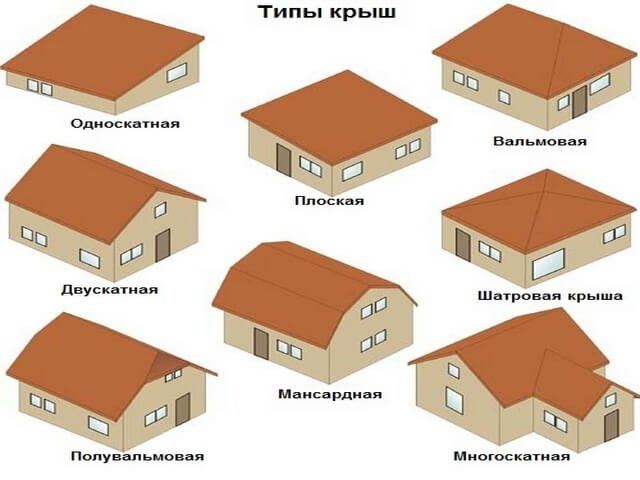 Типы крыш
Односкатная
Вальмовая
Плоская
Двускатная
Шатровая крыша
Мансардная
Полувальмовая
Многоскатная